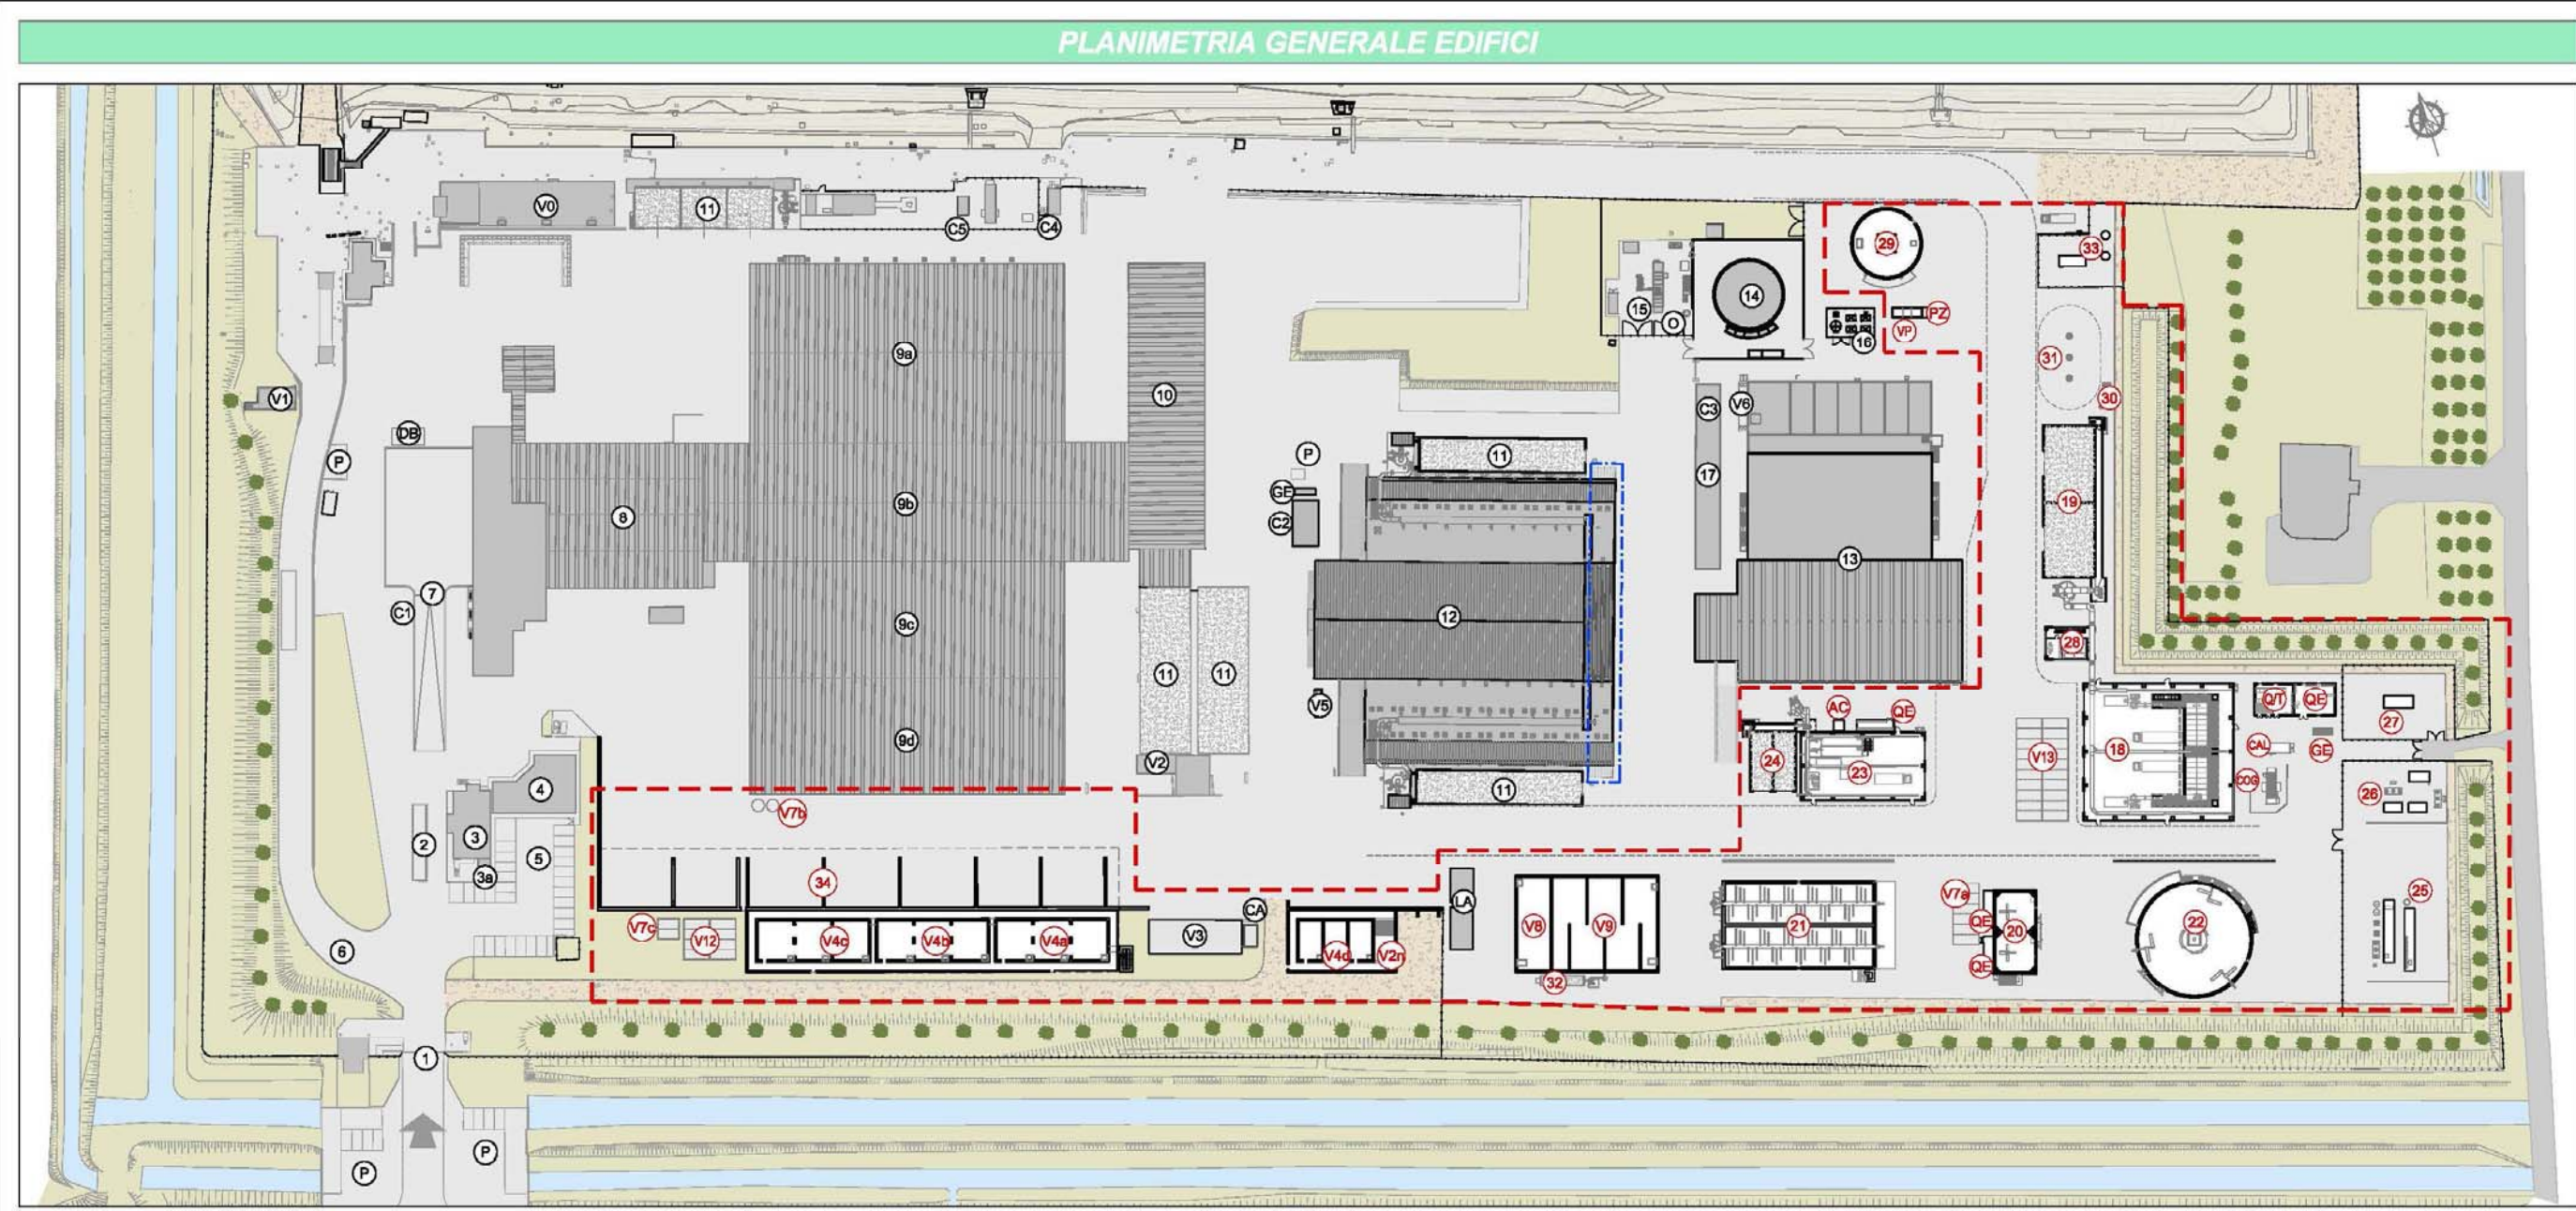 PLANIMETRIA GENERALE EDIFICI
V0
11
C5
C4
29
33
15
O
14
16
VP
PZ
31
30
9a
10
V1
DB
P
P
11
C3
V6
GE
C2
17
19
8
9b
7
C1
13
12
9c
28
11
11
V5
9d
V2
11
AC
QE
24
23
V13
18
Q/T
QE
27
CAL
GE
COG
26
4
V7b
2
3
5
3a
34
LA
CA
V7c
V12
V4c
V4b
V4a
V3
V4d
V2n
V8
V9
32
21
V7a
QE
20
QE
22
25
6
1
P
P